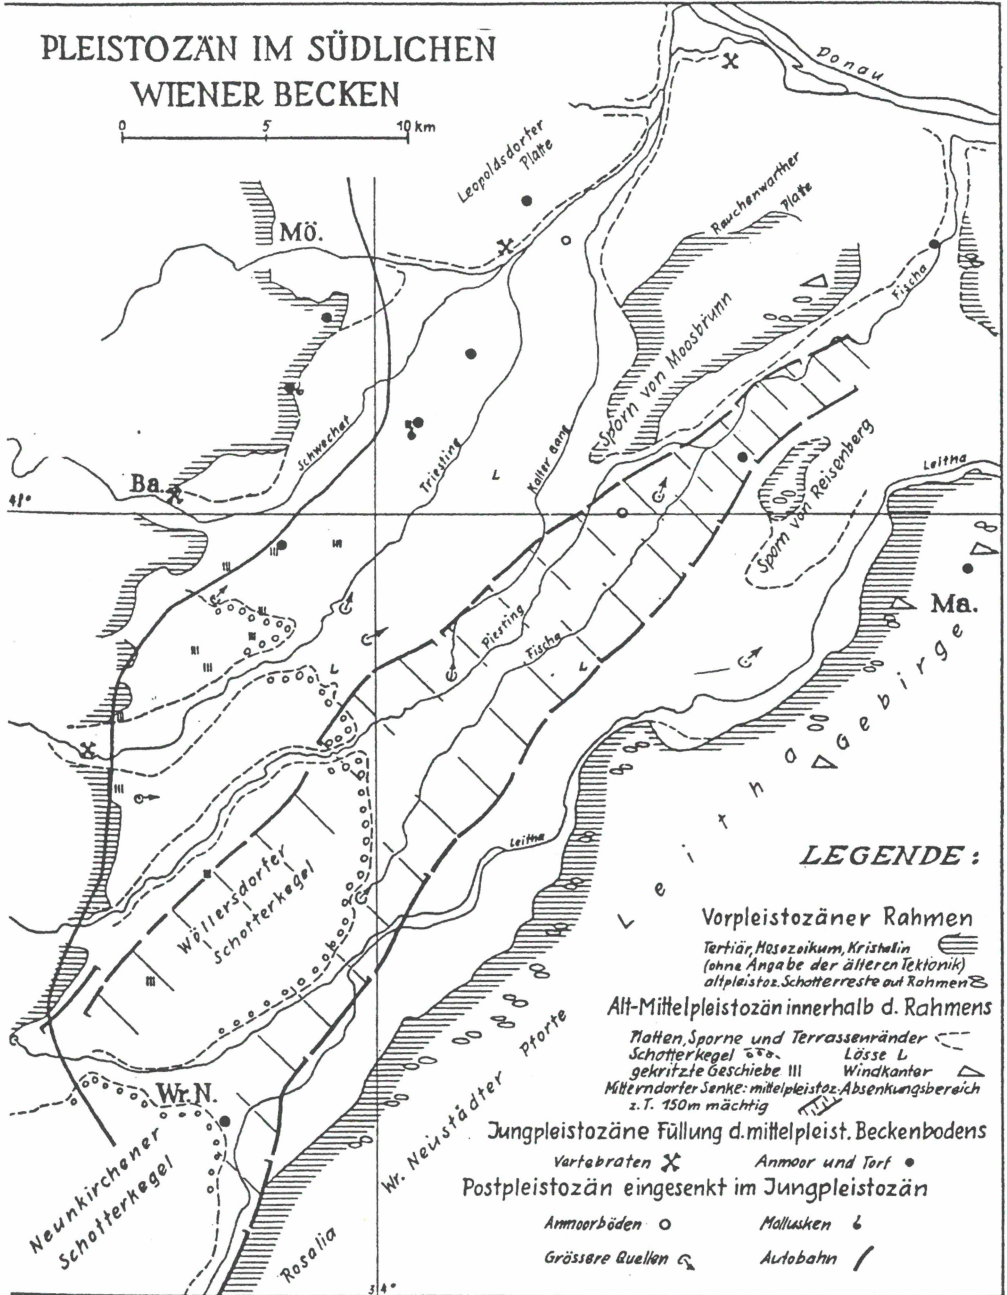 PLEISTOZÄN IM SÜDLICHEN
WIENER BECKEN
0 5 10 km
Donau
Leopoldsdorfer
Platte
Rauchenwarther
Platte
Mö.
Fischa
Sporn von Moosbrunn
Schwechat
Triesting
Kalter Gang
L
Ba.
41°
Sporn von Reisenberg
Leitha
Ma.
Piesting
Fischa
L
L
Leithagebirge
Leitha
Wöllersdorfer
Schotterkegel
Wr.N.
Neunkirchener
Schotterkegel
Wr. Neustädter Pforte
Rosalia
34°
LEGENDE:
Vorpleistozäner Rahmen
Tertiär, Mosozoikum, Kristalin
(ohne Angabe der älteren Tektonik)
altpleistoz. Schotterreste auf Rahmen
Alt-Mittelpleistozän innerhalb d. Rahmens
Platten, Sporne und Terrassenränder
Schotterkegel Lösse L
gekritzte Geschiebe III Windkanter
Mitterndorfer Senke: mittelpleistoz. Absenkungsbereich
z.T. 150m mächtig
Jungpleistozäne Füllung d. mittelpleist. Beckenbodens
Vertebraten Anmoor und Torf
Postpleistozän eingesenkt im Jungpleistozän
Anmoorböden Mollusken
Grössere Quellen Autobahn